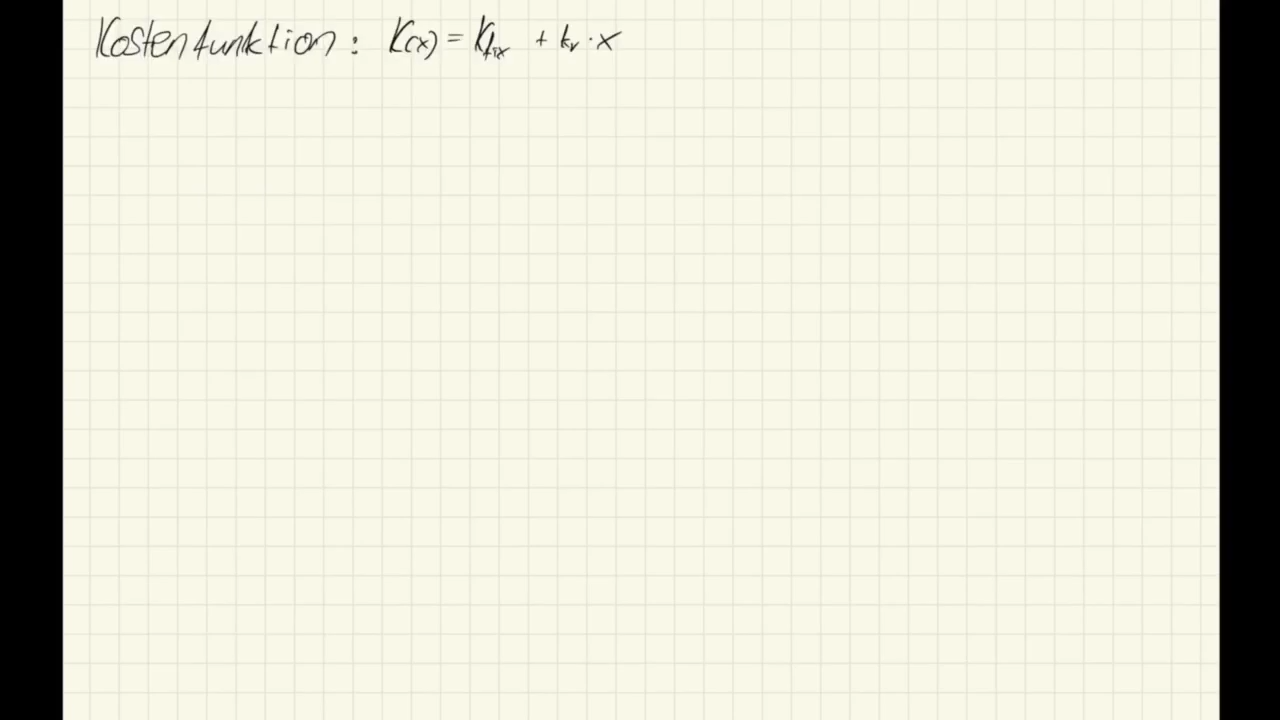 Kostenfunktion: K(x) = K_fix + k_v · x